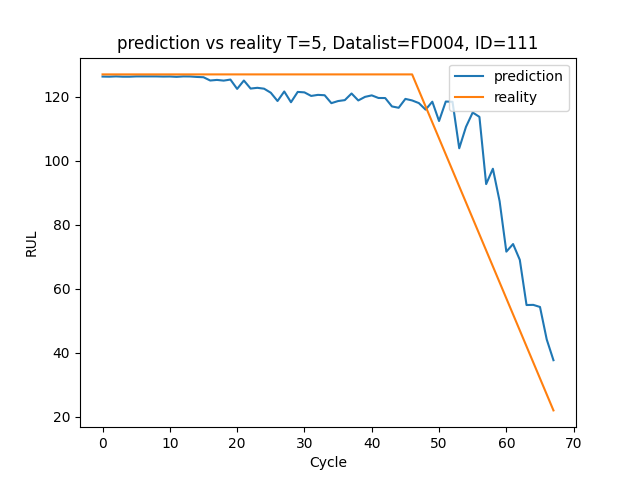 prediction vs reality T=5, Datalist=FD004, ID=111
prediction
reality
RUL
120
100
80
60
40
20
0 10 20 30 40 50 60 70
Cycle